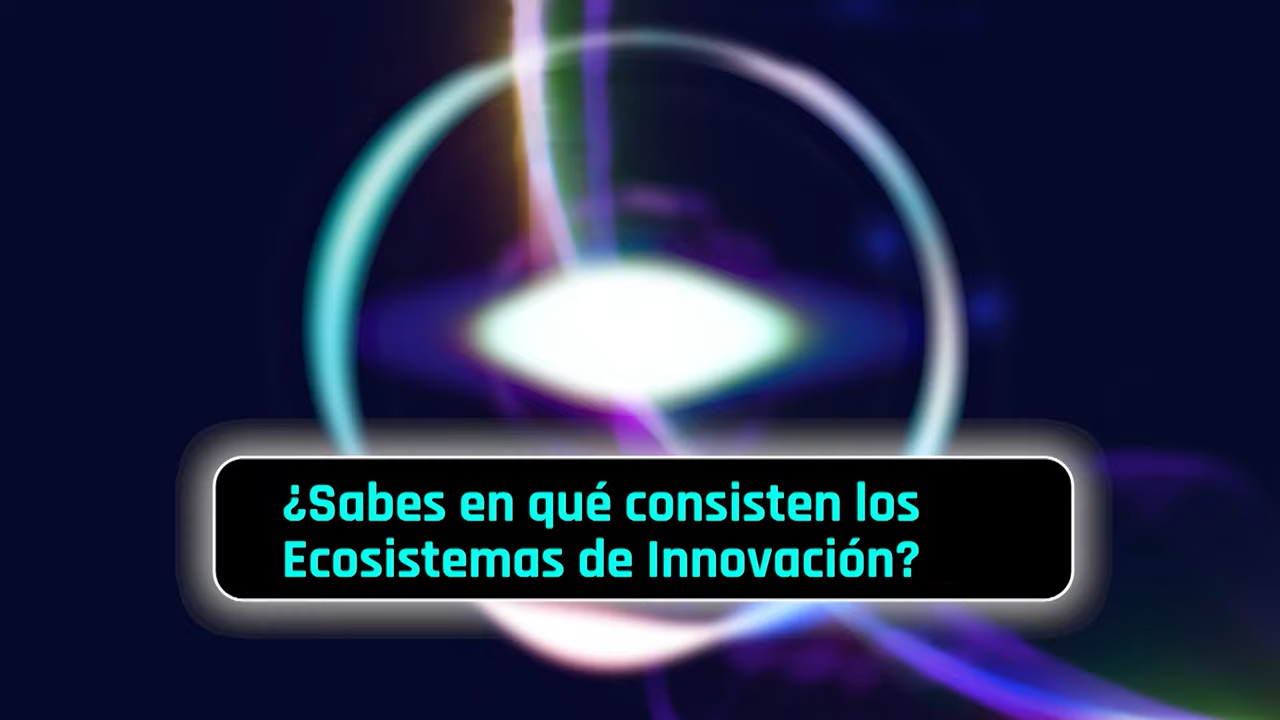 ¿Sabes en qué consisten los
Ecosistemas de Innovación?